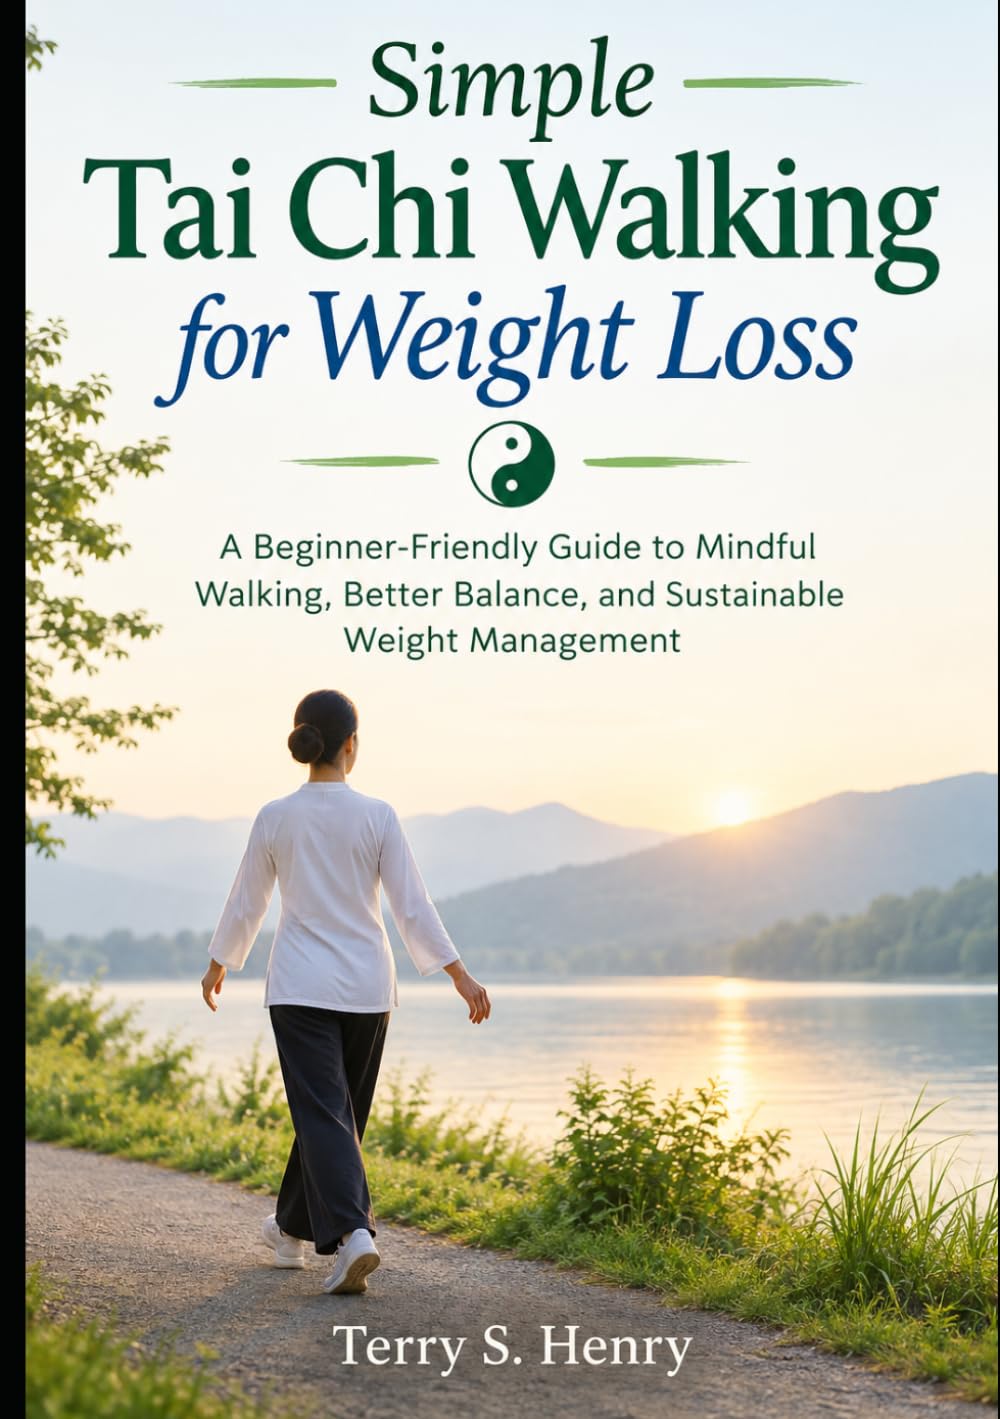 Simple
Tai Chi Walking
for Weight Loss
A Beginner-Friendly Guide to Mindful
Walking, Better Balance, and Sustainable
Weight Management
Terry S. Henry